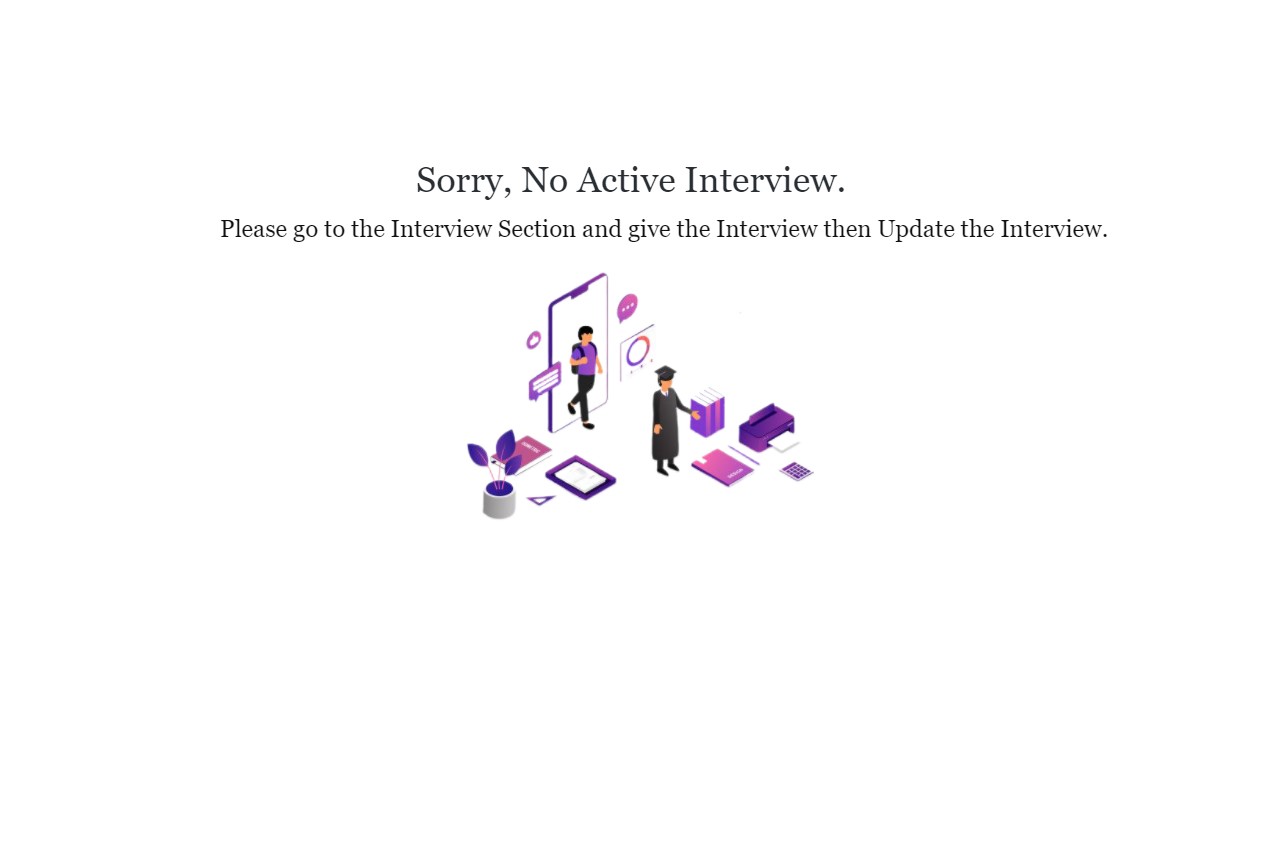 Sorry, No Active Interview.
Please go to the Interview Section and give the Interview then Update the Interview.